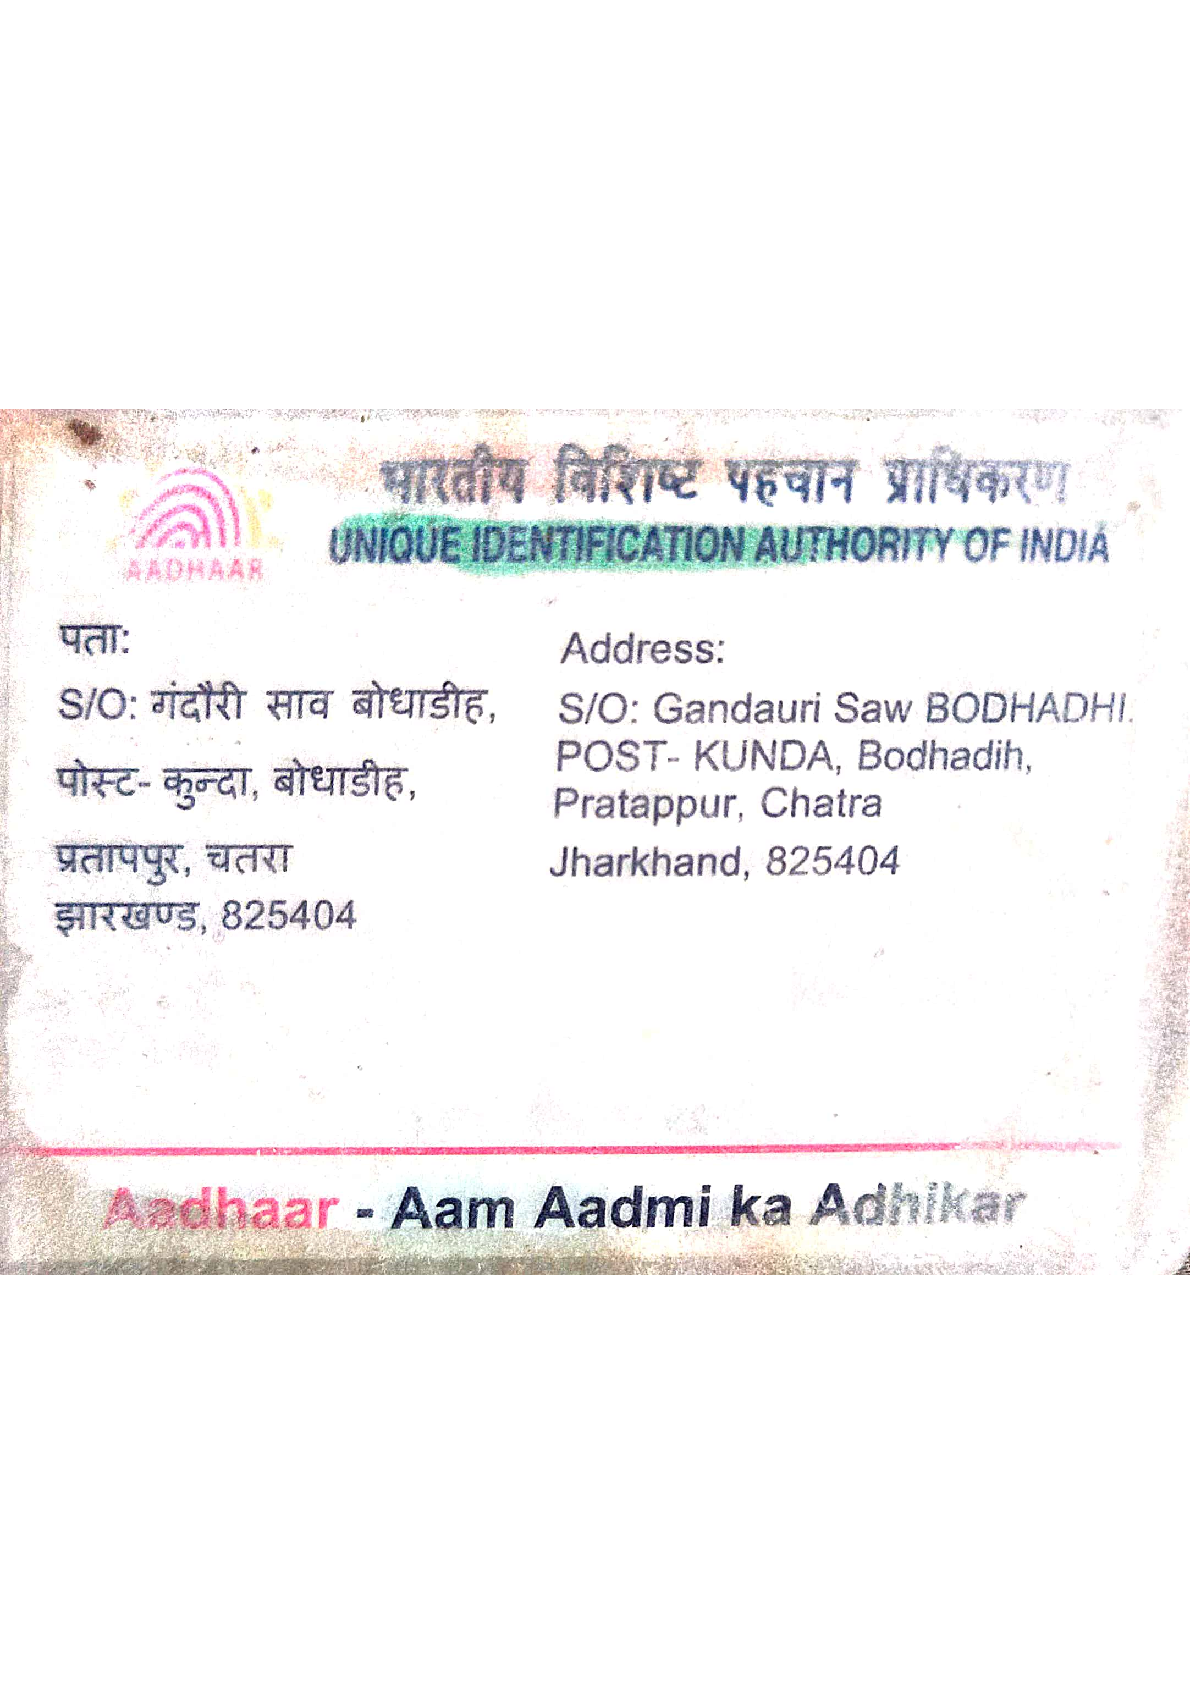 भारतीय विशिष्ट पहचान प्राधिकरण
UNIQUE IDENTIFICATION AUTHORITY OF INDIA
AADHAAR
पता:
S/O: गंदौरी साव बोधाडीह,
पोस्ट- कुन्दा, बोधाडीह,
प्रतापपुर, चतरा
झारखण्ड, 825404
Address:
S/O: Gandauri Saw BODHADHI.
POST- KUNDA, Bodhadih,
Pratappur, Chatra
Jharkhand, 825404
Aadhaar - Aam Aadmi ka Adhikar